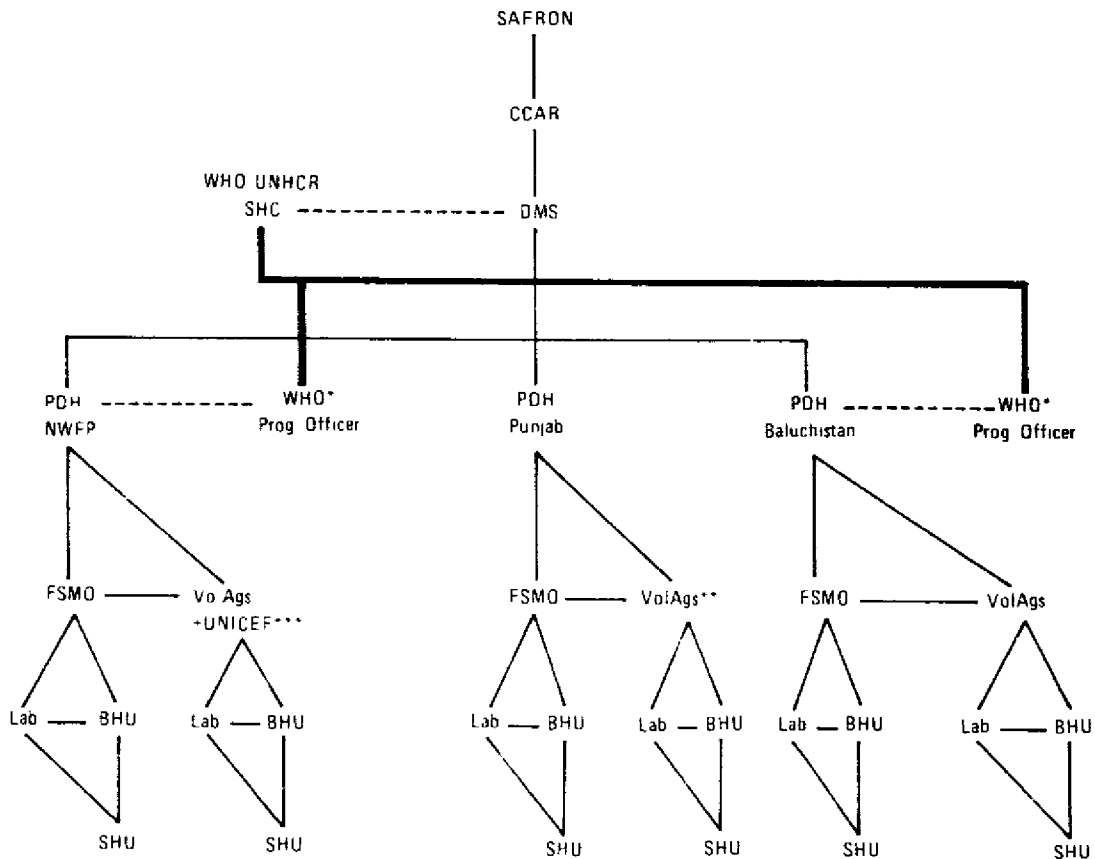 SAFRON
CCAR
WHO UNHCR
SHC
DMS
PDH
NWFP
WHO*
Prog Officer
PDH
Punjab
PDH
Baluchistan
WHO*
Prog Officer
FSMO
Vo Ags
+UNICEF***
FSMO
VolAgs**
FSMO
VolAgs
Lab
BHU
Lab
BHU
Lab
BHU
Lab
BHU
Lab
BHU
Lab
BHU
SHU
SHU
SHU
SHU
SHU
SHU